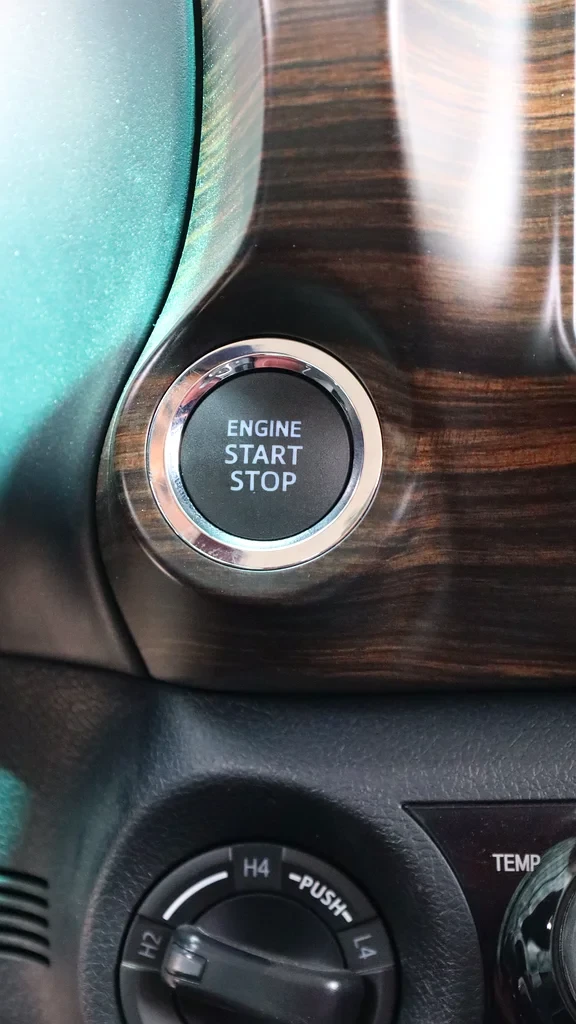 ENGINE
START
STOP
TEMP
H4
PUSH
H2
L4